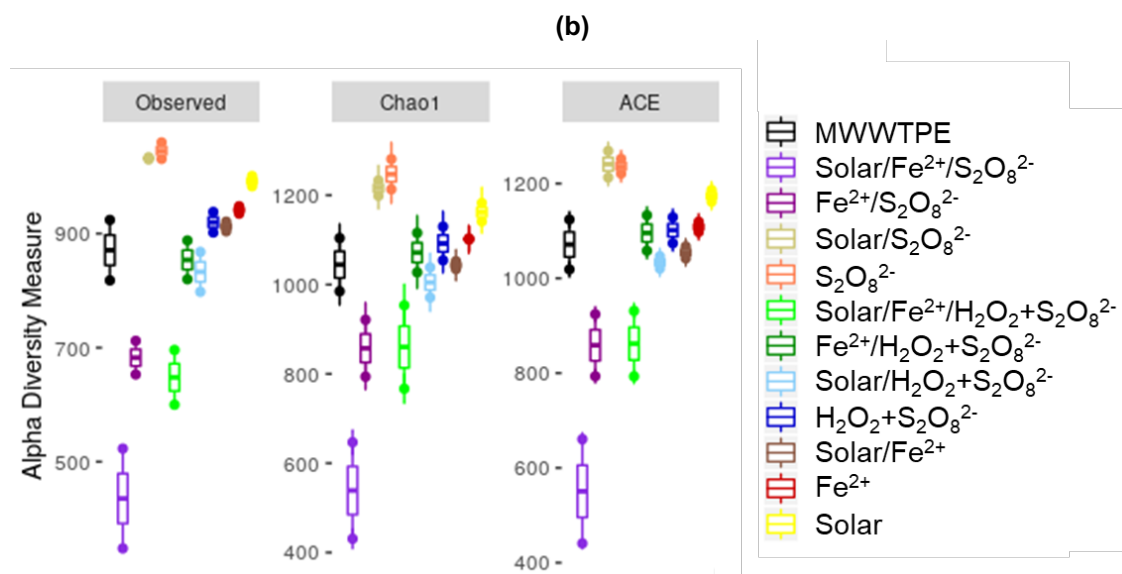 (b)
Observed Chao1 ACE
Alpha Diversity Measure
900
700
500
1200
1000
800
600
400
1200
1000
800
600
400
MWWTPE
Solar/Fe²⁺/S₂O₈²⁻
Fe²⁺/S₂O₈²⁻
Solar/S₂O₈²⁻
S₂O₈²⁻
Solar/Fe²⁺/H₂O₂+S₂O₈²⁻
Fe²⁺/H₂O₂+S₂O₈²⁻
Solar/H₂O₂+S₂O₈²⁻
H₂O₂+S₂O₈²⁻
Solar/Fe²⁺
Fe²⁺
Solar